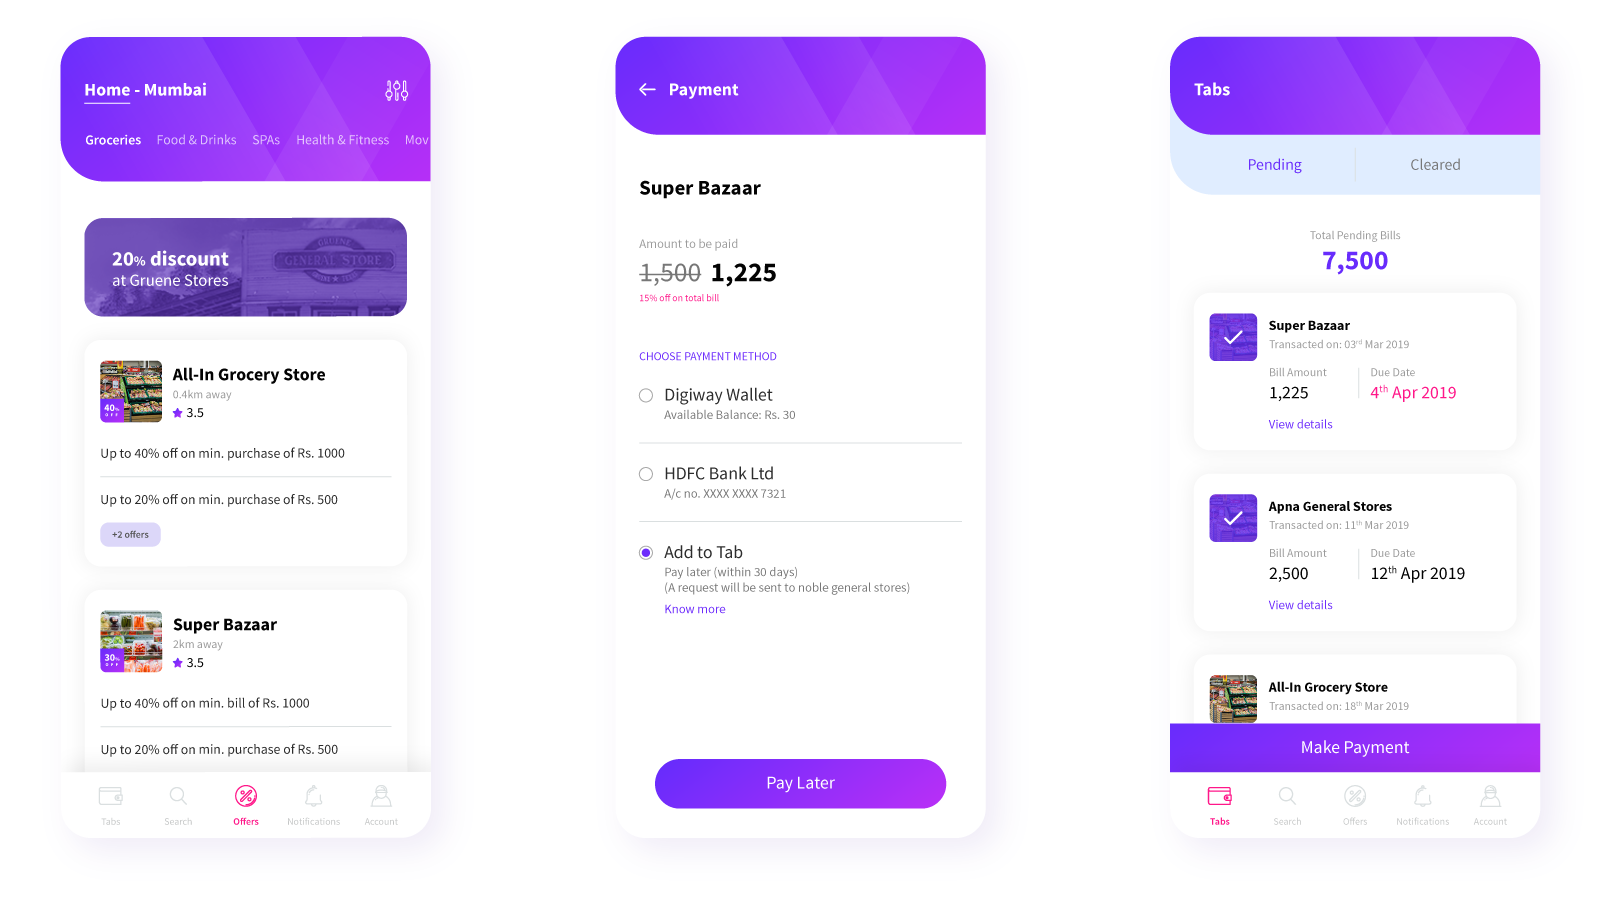 Home - Mumbai
Groceries Food & Drinks SPAs Health & Fitness Mov
20% discount
at Gruene Stores
GRUENE
GENERAL STORE
40%
OFF
All-In Grocery Store
0.4km away
3.5
Up to 40% off on min. purchase of Rs. 1000
Up to 20% off on min. purchase of Rs. 500
+2 offers
30%
OFF
Super Bazaar
2km away
3.5
Up to 40% off on min. bill of Rs. 1000
Up to 20% off on min. purchase of Rs. 500
Tabs Search Offers Notifications Account
Payment
Super Bazaar
Amount to be paid
1,500 1,225
15% off on total bill
CHOOSE PAYMENT METHOD
Digiway Wallet
Available Balance: Rs. 30
HDFC Bank Ltd
A/c no. XXXX XXXX 7321
Add to Tab
Pay later (within 30 days)
(A request will be sent to noble general stores)
Know more
Pay Later
Tabs
Pending Cleared
Total Pending Bills
7,500
Super Bazaar
Transacted on: 03rd Mar 2019
Bill Amount Due Date
1,225 4th Apr 2019
View details
Apna General Stores
Transacted on: 11th Mar 2019
Bill Amount Due Date
2,500 12th Apr 2019
View details
All-In Grocery Store
Transacted on: 18th Mar 2019
Make Payment
Tabs Search Offers Notifications Account